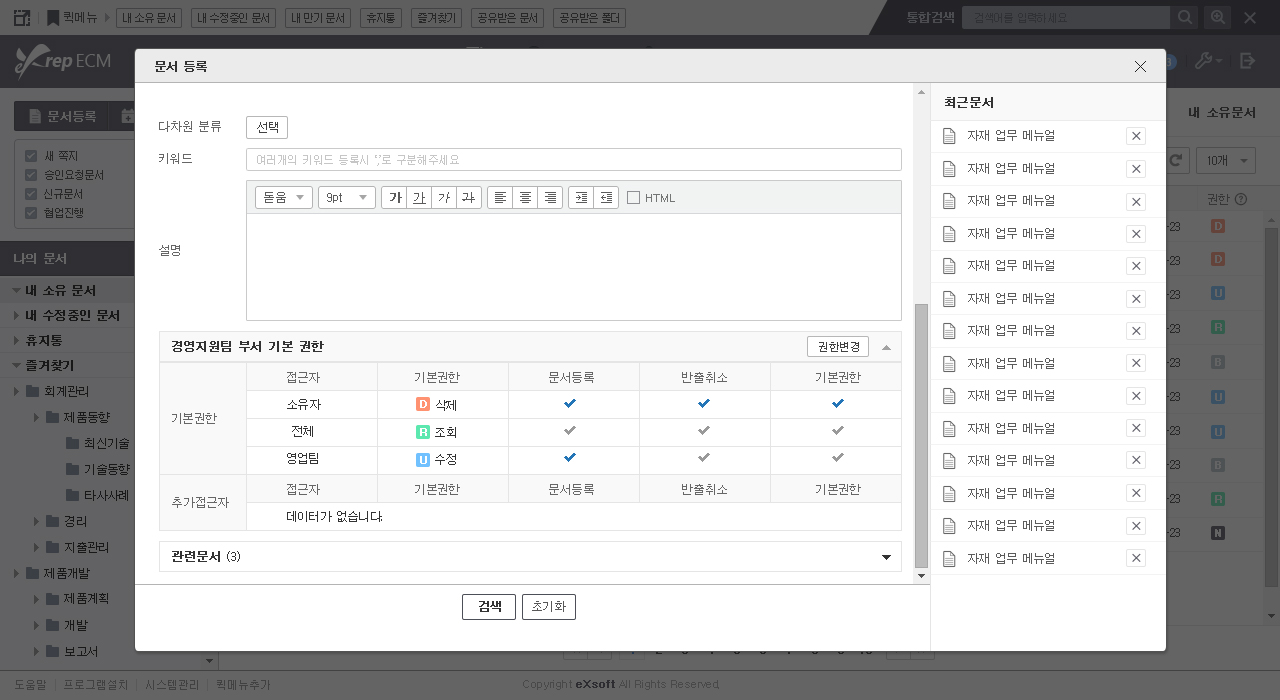 퀵메뉴 내 소유 문서 내 수정중인 문서 내 만기 문서 휴지통 즐겨찾기 공유받은 문서 공유받은 폴더 통합검색 검색어를 입력하세요
Xrep ECM 3
문서 등록
문서등록
새 쪽지
승인요청문서
신규문서
협업진행
나의 문서
내 소유 문서
내 수정중인 문서
휴지통
즐겨찾기
회계관리
제품동향
최신기술
기술동향
타사사례
경리
지출관리
제품개발
제품계획
개발
보고서
다차원 분류 선택
키워드 여러개의 키워드 등록시 ','로 구분해주세요
돋움 9pt 가 가 가 가 HTML
설명
경영지원팀 부서 기본 권한 권한변경
기본권한
접근자 기본권한 문서등록 반출취소 기본권한
소유자 D 삭제
전체 R 조회
영업팀 U 수정
추가접근자
접근자 기본권한 문서등록 반출취소 기본권한
데이터가 없습니다.
관련문서 (3)
검색 초기화
최근문서
자재 업무 메뉴얼
자재 업무 메뉴얼
자재 업무 메뉴얼
자재 업무 메뉴얼
자재 업무 메뉴얼
자재 업무 메뉴얼
자재 업무 메뉴얼
자재 업무 메뉴얼
자재 업무 메뉴얼
자재 업무 메뉴얼
자재 업무 메뉴얼
자재 업무 메뉴얼
자재 업무 메뉴얼
자재 업무 메뉴얼
내 소유문서
10개
권한
-23 D
-23 D
-23 U
-23 R
-23 B
-23 U
-23 U
-23 B
-23 R
-23 N
도움말 프로그램설치 시스템관리 퀵메뉴추가 Copyright eXsoft All Rights Reserved.